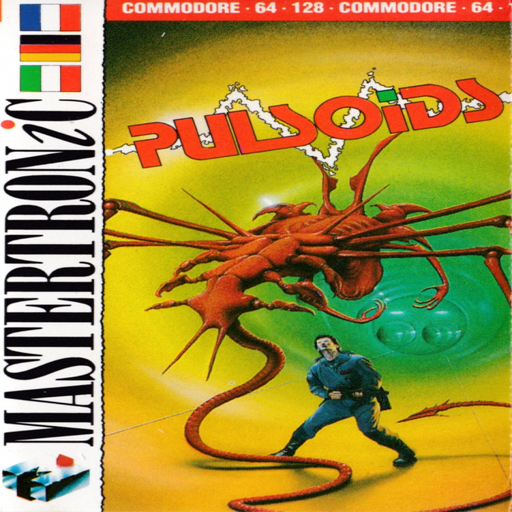 COMMODORE · 64 · 128 · COMMODORE · 64 ·
PULSOIDS
MASTERTRONIC